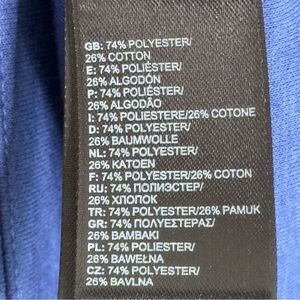 GB: 74% POLYESTER/
26% COTTON
E: 74% POLIÉSTER/
26% ALGODÓN
P: 74% POLIÉSTER/
26% ALGODÃO
I: 74% POLIESTERE/26% COTONE
D: 74% POLYESTER/
26% BAUMWOLLE
NL: 74% POLYESTER/
26% KATOEN
F: 74% POLYESTER/26% COTON
RU: 74% ПОЛИЭСТЕР/
26% ХЛОПОК
TR: 74% POLYESTER/26% PAMUK
GR: 74% ΠΟΛΥΕΣΤΕΡΑΣ/
26% ΒΑΜΒΑΚΙ
PL: 74% POLIESTER/
26% BAWEŁNA
CZ: 74% POLYESTER/
26% BAVLNA